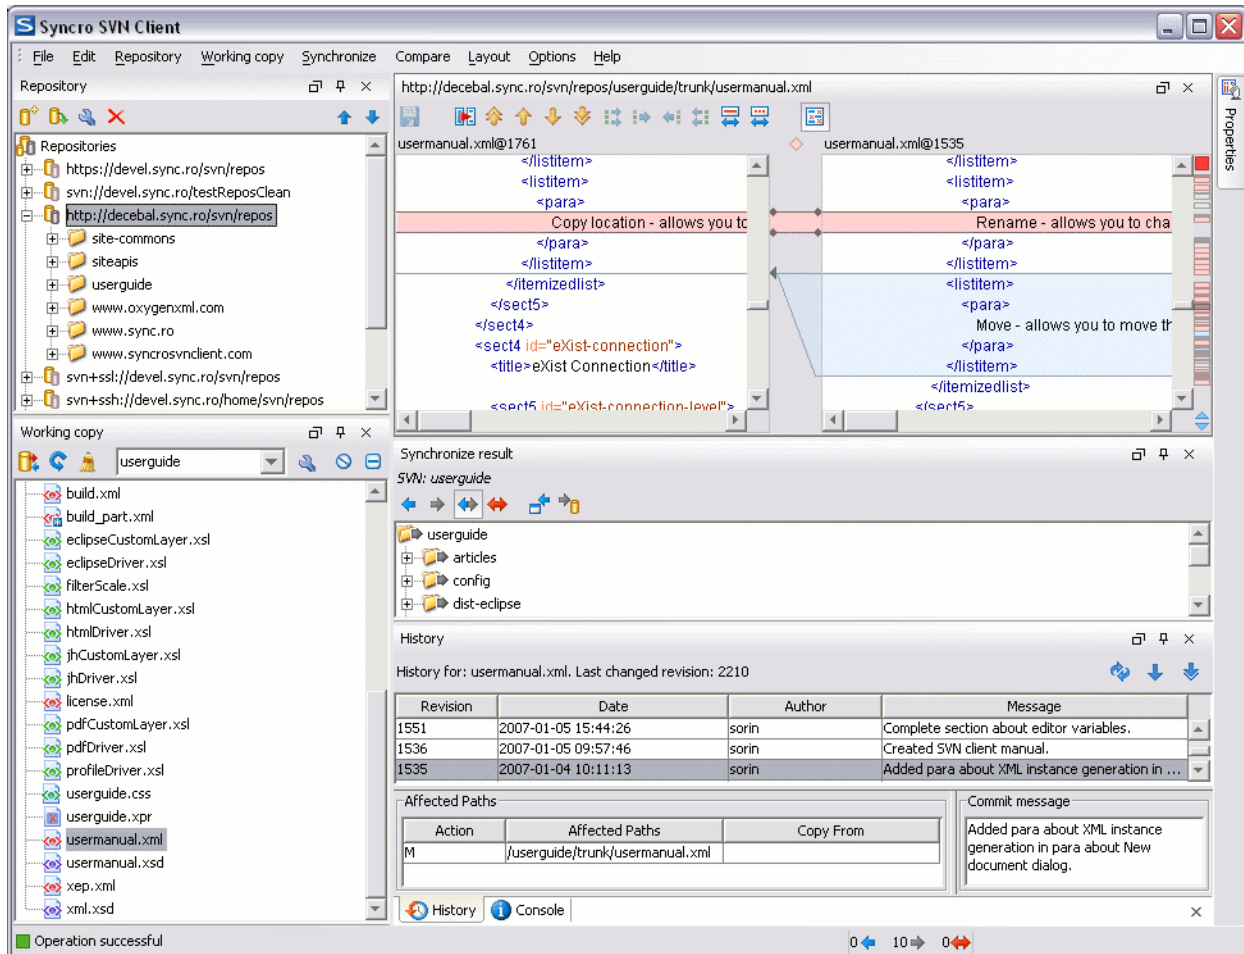 Syncro SVN Client
File Edit Repository Working copy Synchronize Compare Layout Options Help
Repository
Repositories
https://devel.sync.ro/svn/repos
svn://devel.sync.ro/testReposClean
http://decebal.sync.ro/svn/repos
site-commons
siteapis
userguide
www.oxygenxml.com
www.sync.ro
www.syncrosvnclient.com
svn+ssl://devel.sync.ro/svn/repos
svn+ssh://devel.sync.ro/home/svn/repos
Working copy
userguide
build.xml
build_part.xml
eclipseCustomLayer.xsl
eclipseDriver.xsl
filterScale.xsl
htmlCustomLayer.xsl
htmlDriver.xsl
jhCustomLayer.xsl
jhDriver.xsl
license.xml
pdfCustomLayer.xsl
pdfDriver.xsl
profileDriver.xsl
userguide.css
userguide.xpr
usermanual.xml
usermanual.xsd
xep.xml
xml.xsd
http://decebal.sync.ro/svn/repos/userguide/trunk/usermanual.xml
usermanual.xml@1761
</listitem>
<listitem>
<para>
Copy location - allows you to
</para>
</listitem>
</itemizedlist>
</sect5>
</sect4>
<sect4 id="eXist-connection">
<title>eXist Connection</title>
<sect5 id="eXist-connection-level">
usermanual.xml@1535
</listitem>
<listitem>
<para>
Rename - allows you to cha
</para>
</listitem>
<listitem>
<para>
Move - allows you to move th
</para>
</listitem>
</itemizedlist>
</sect5>
Properties
Synchronize result
SVN: userguide
userguide
articles
config
dist-eclipse
History
History for: usermanual.xml. Last changed revision: 2210
Revision Date Author Message
1551 2007-01-05 15:44:26 sorin Complete section about editor variables.
1536 2007-01-05 09:57:46 sorin Created SVN client manual.
1535 2007-01-04 10:11:13 sorin Added para about XML instance generation in ...
Affected Paths
Action Affected Paths Copy From
M /userguide/trunk/usermanual.xml
Commit message
Added para about XML instance
generation in para about New
document dialog.
History Console
Operation successful
0 10 0